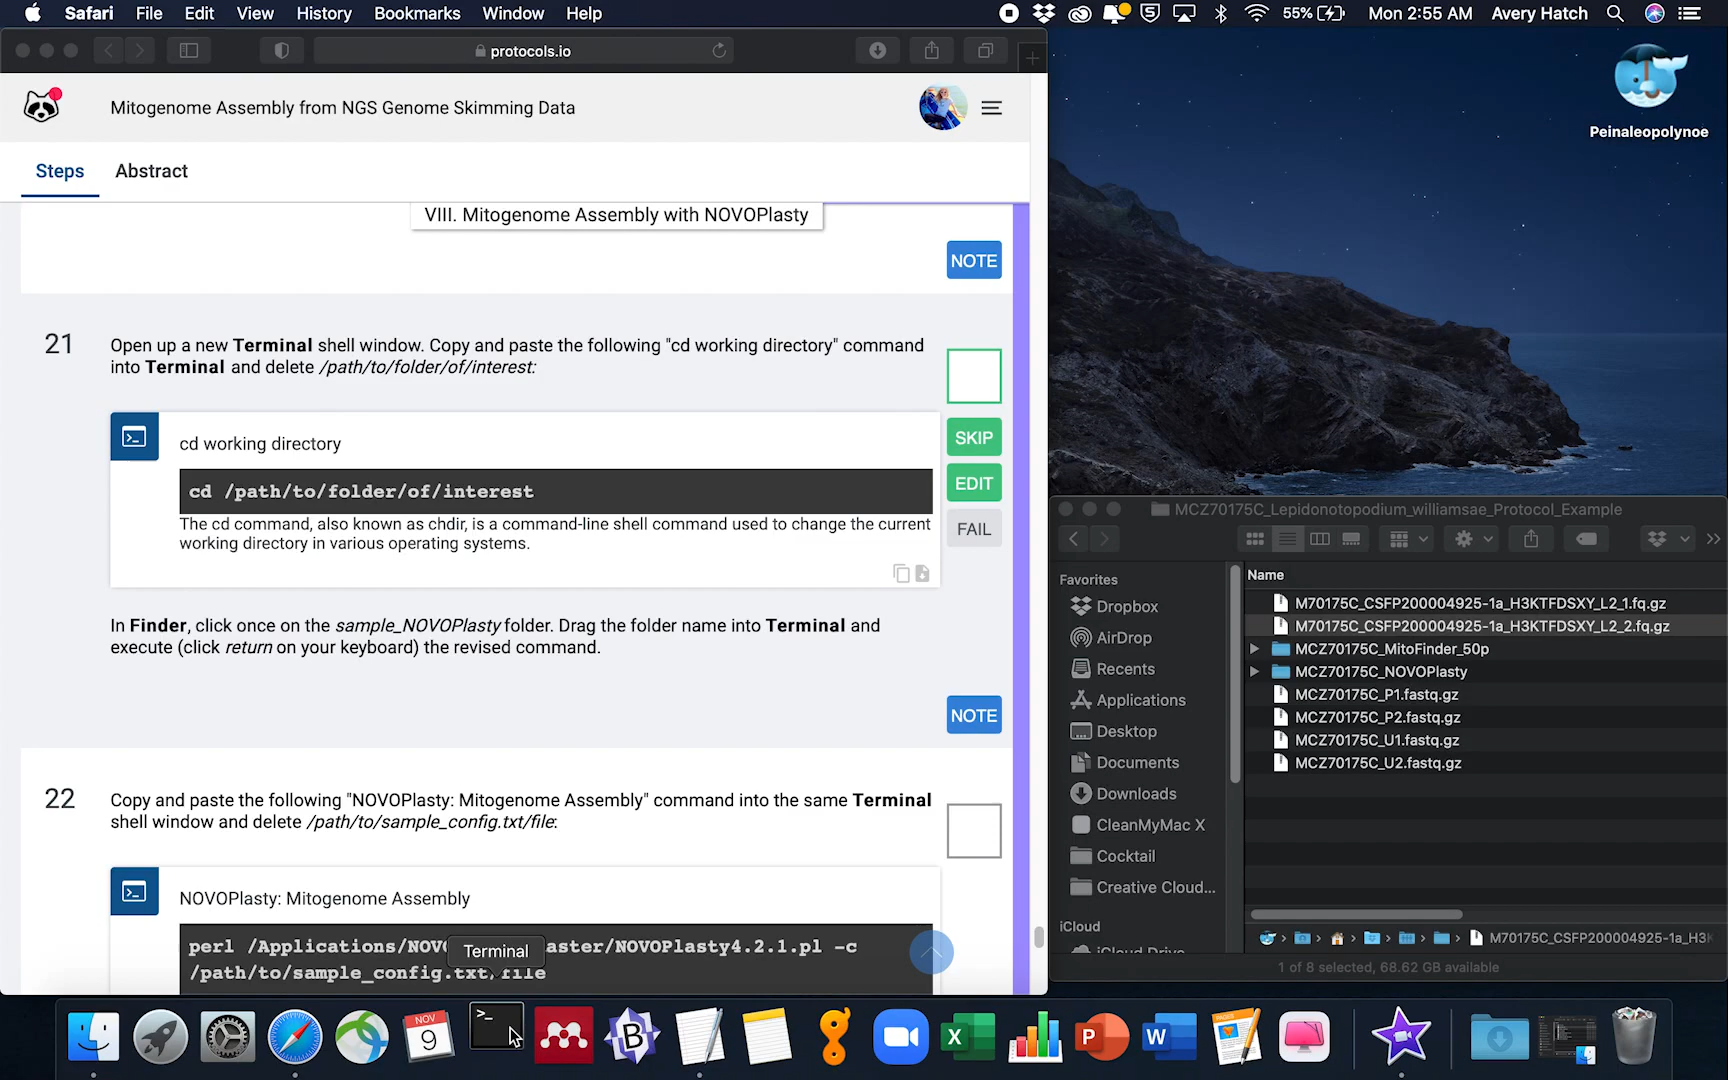 Safari File Edit View History Bookmarks Window Help
55% Mon 2:55 AM Avery Hatch
protocols.io
Mitogenome Assembly from NGS Genome Skimming Data
Steps Abstract
VIII. Mitogenome Assembly with NOVOPlasty
NOTE
21
Open up a new Terminal shell window. Copy and paste the following "cd working directory" command
into Terminal and delete /path/to/folder/of/interest:
SKIP
EDIT
FAIL
cd working directory
cd /path/to/folder/of/interest
The cd command, also known as chdir, is a command-line shell command used to change the current
working directory in various operating systems.
In Finder, click once on the sample_NOVOPlasty folder. Drag the folder name into Terminal and
execute (click return on your keyboard) the revised command.
NOTE
22
Copy and paste the following "NOVOPlasty: Mitogenome Assembly" command into the same Terminal
shell window and delete /path/to/sample_config.txt/file:
NOVOPlasty: Mitogenome Assembly
perl /Applications/NOVO aster/NOVOPlasty4.2.1.pl -c
/path/to/sample_config.txt/file
Terminal
Peinaleopolynoe
MCZ70175C_Lepidonotopodium_williamsae_Protocol_Example
Favorites
Dropbox
AirDrop
Recents
Applications
Desktop
Documents
Downloads
CleanMyMac X
Cocktail
Creative Cloud...
iCloud
iCloud Drive
Name
M70175C_CSFP200004925-1a_H3KTFDSXY_L2_1.fq.gz
M70175C_CSFP200004925-1a_H3KTFDSXY_L2_2.fq.gz
MCZ70175C_MitoFinder_50p
MCZ70175C_NOVOPlasty
MCZ70175C_P1.fastq.gz
MCZ70175C_P2.fastq.gz
MCZ70175C_U1.fastq.gz
MCZ70175C_U2.fastq.gz
M70175C_CSFP200004925-1a_H3K
1 of 8 selected, 68.62 GB available
NOV
9